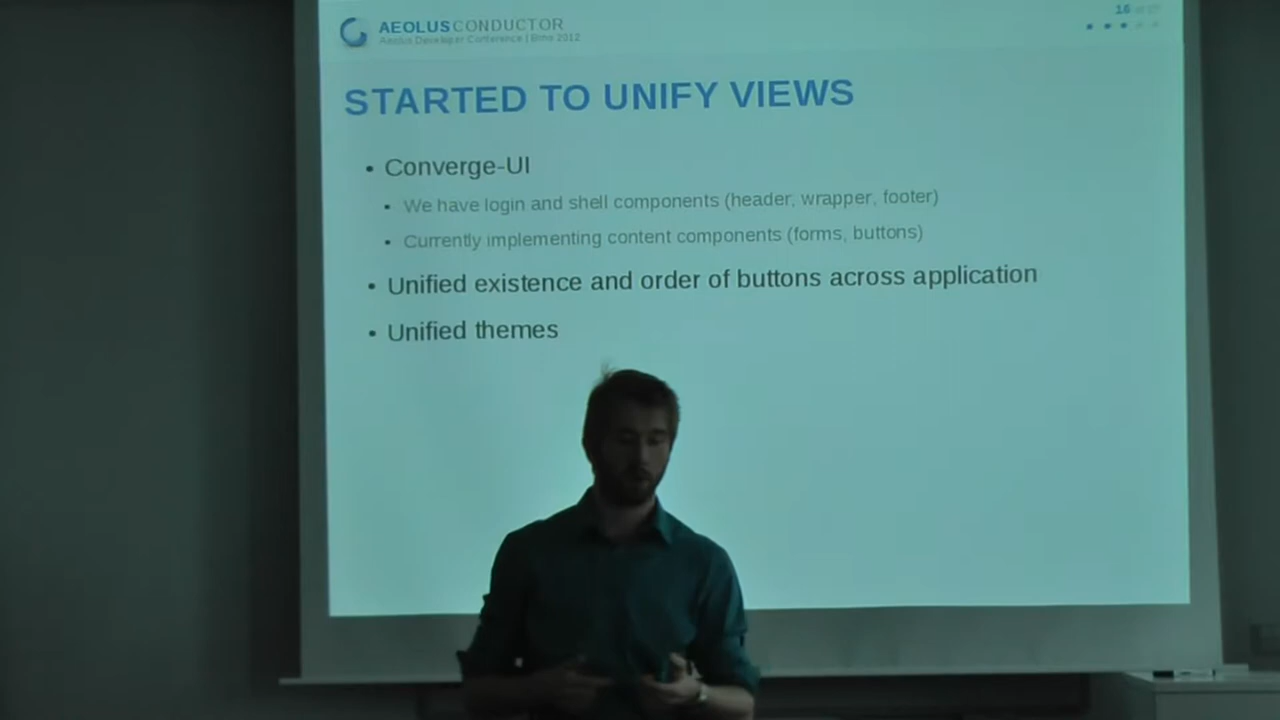 AEOLUS CONDUCTOR
Aeolus Developer Conference | Brno 2012
16
STARTED TO UNIFY VIEWS
• Converge-UI
• We have login and shell components (header, wrapper, footer)
• Currently implementing content components (forms, buttons)
• Unified existence and order of buttons across application
• Unified themes